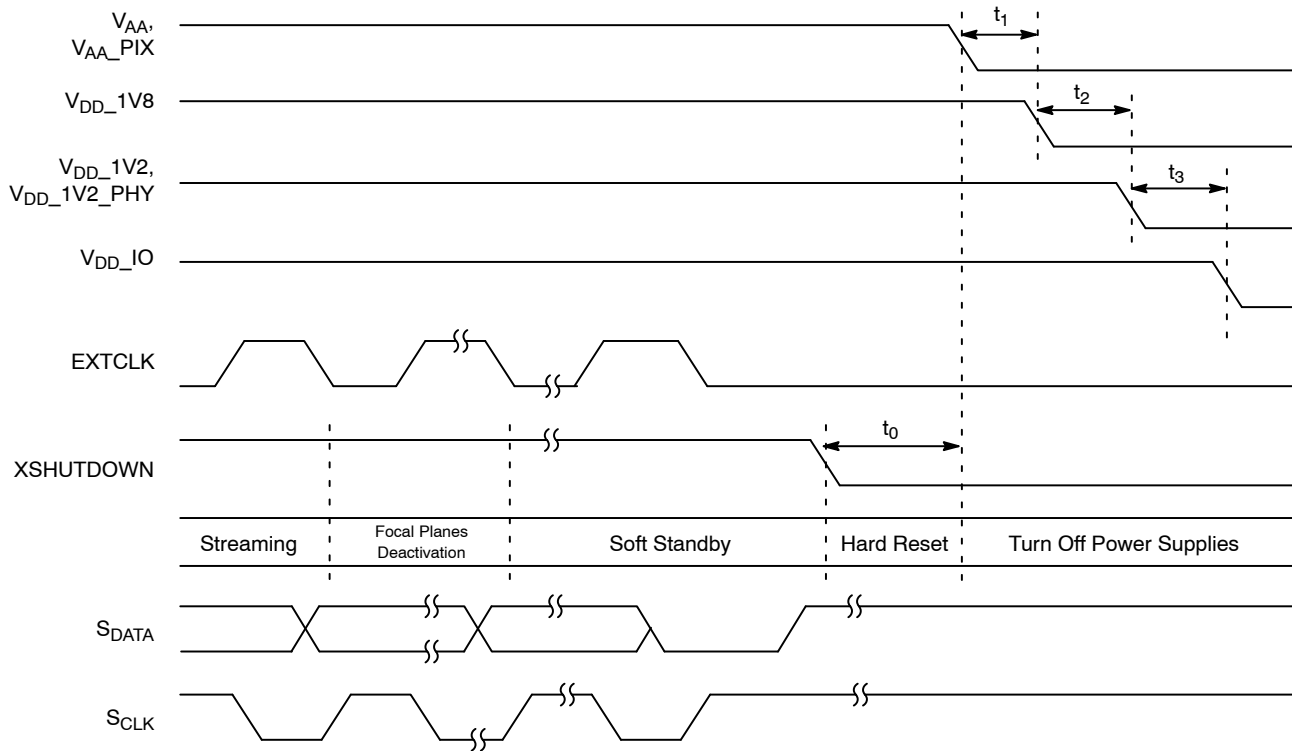 VAA,
VAA_PIX
t1
VDD_1V8
t2
VDD_1V2,
VDD_1V2_PHY
t3
VDD_IO
EXTCLK
XSHUTDOWN
t0
Streaming
Focal Planes
Deactivation
Soft Standby
Hard Reset
Turn Off Power Supplies
SDATA
SCLK